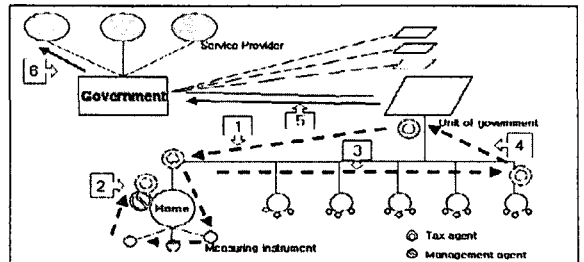 Service Provider
6
Government
5
Unit of government
1
4
3
2
Home
Measuring instrument
Tax agent
Management agent